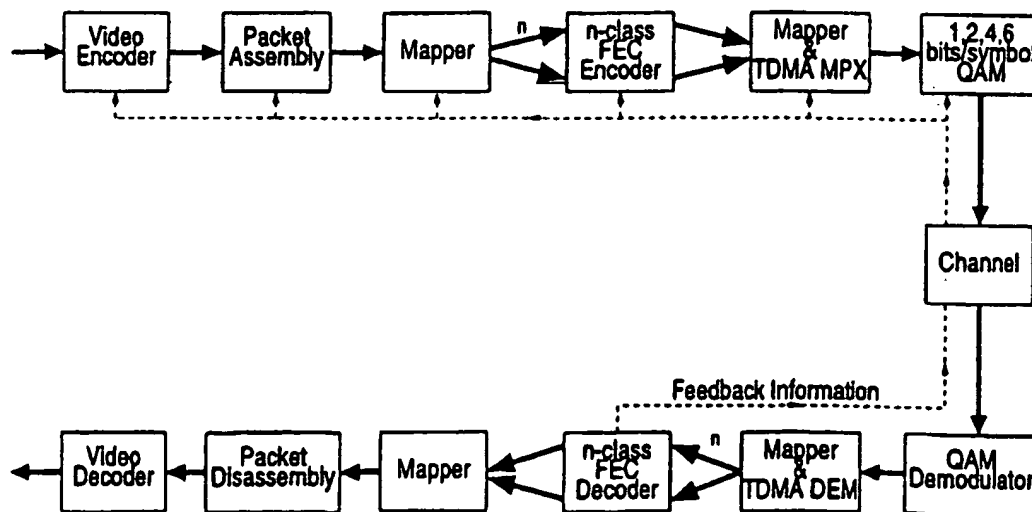 Video
Encoder
Packet
Assembly
Mapper
n
n-class
FEC
Encoder
Mapper
&
TDMA MPX
1,2,4,6
bits/symbol
QAM
Channel
Feedback Information
Video
Decoder
Packet
Disassembly
Mapper
n-class
FEC
Decoder
n
Mapper
&
TDMA DEM
QAM
Demodulator